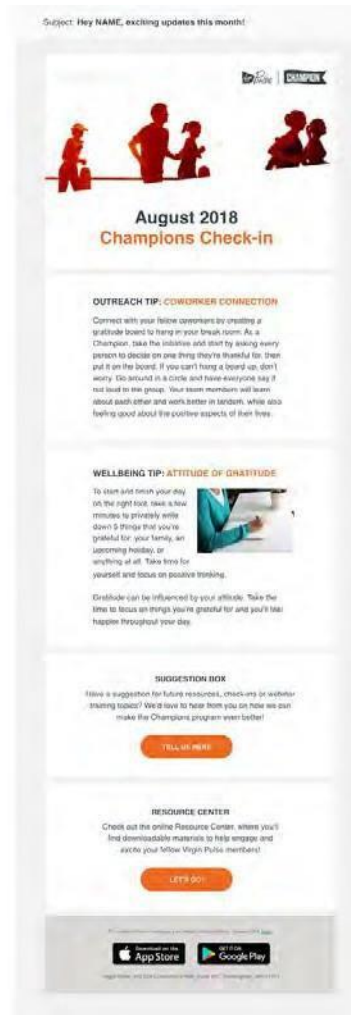 Subject: Hey NAME, exciting updates this month!
CHAMPION
August 2018
Champions Check-in
OUTREACH TIP: COWORKER CONNECTION
Connect with your fellow coworkers by creating a
gratitude board to hang in your break room. As a
Champion, take the initiative and start by asking every
person to decide on one thing they're thankful for, then
put it on the board. If you can't hang a board up, don't
worry. Go around in a circle and have everyone say it
out loud to the group. Your team members will learn
about each other and work better in tandem, while also
feeling good about the positive aspects of their lives.
WELLBEING TIP: ATTITUDE OF GRATITUDE
To start and finish your day
on the right foot, take a few
minutes to privately write
down 5 things that you're
grateful for: your family, an
upcoming holiday, or
anything at all. Take time for
yourself and focus on positive thinking.
Gratitude can be influenced by your attitude. Take the
time to focus on things you're grateful for and you'll feel
happier throughout your day.
SUGGESTION BOX
Have a suggestion for future resources, check-ins or webinar
training topics? We'd love to hear from you on how we can
make the Champions program even better!
TELL US HERE
RESOURCE CENTER
Check out the online Resource Center, where you'll
find downloadable materials to help engage and
excite your fellow Virgin Pulse members!
LET'S GO!
Download on the
App Store
GET IT ON
Google Play